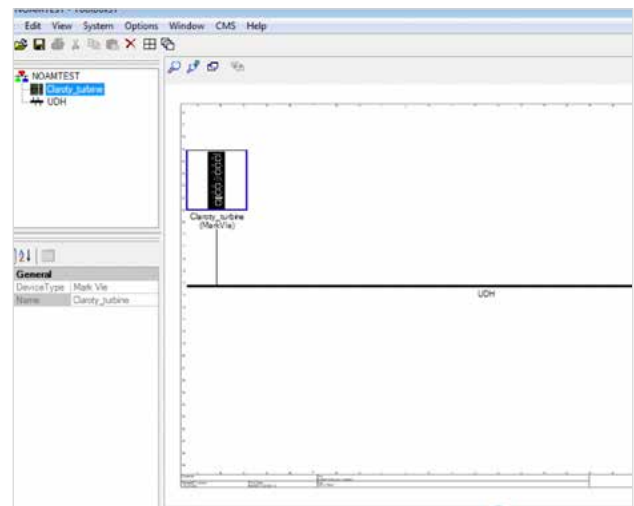 Edit View System Options Window CMS Help
NOAMTEST
Claroty_turbine
UDH
Claroty_turbine
(MarkVIe)
UDH
General
DeviceType Mark VIe
Name Claroty_turbine